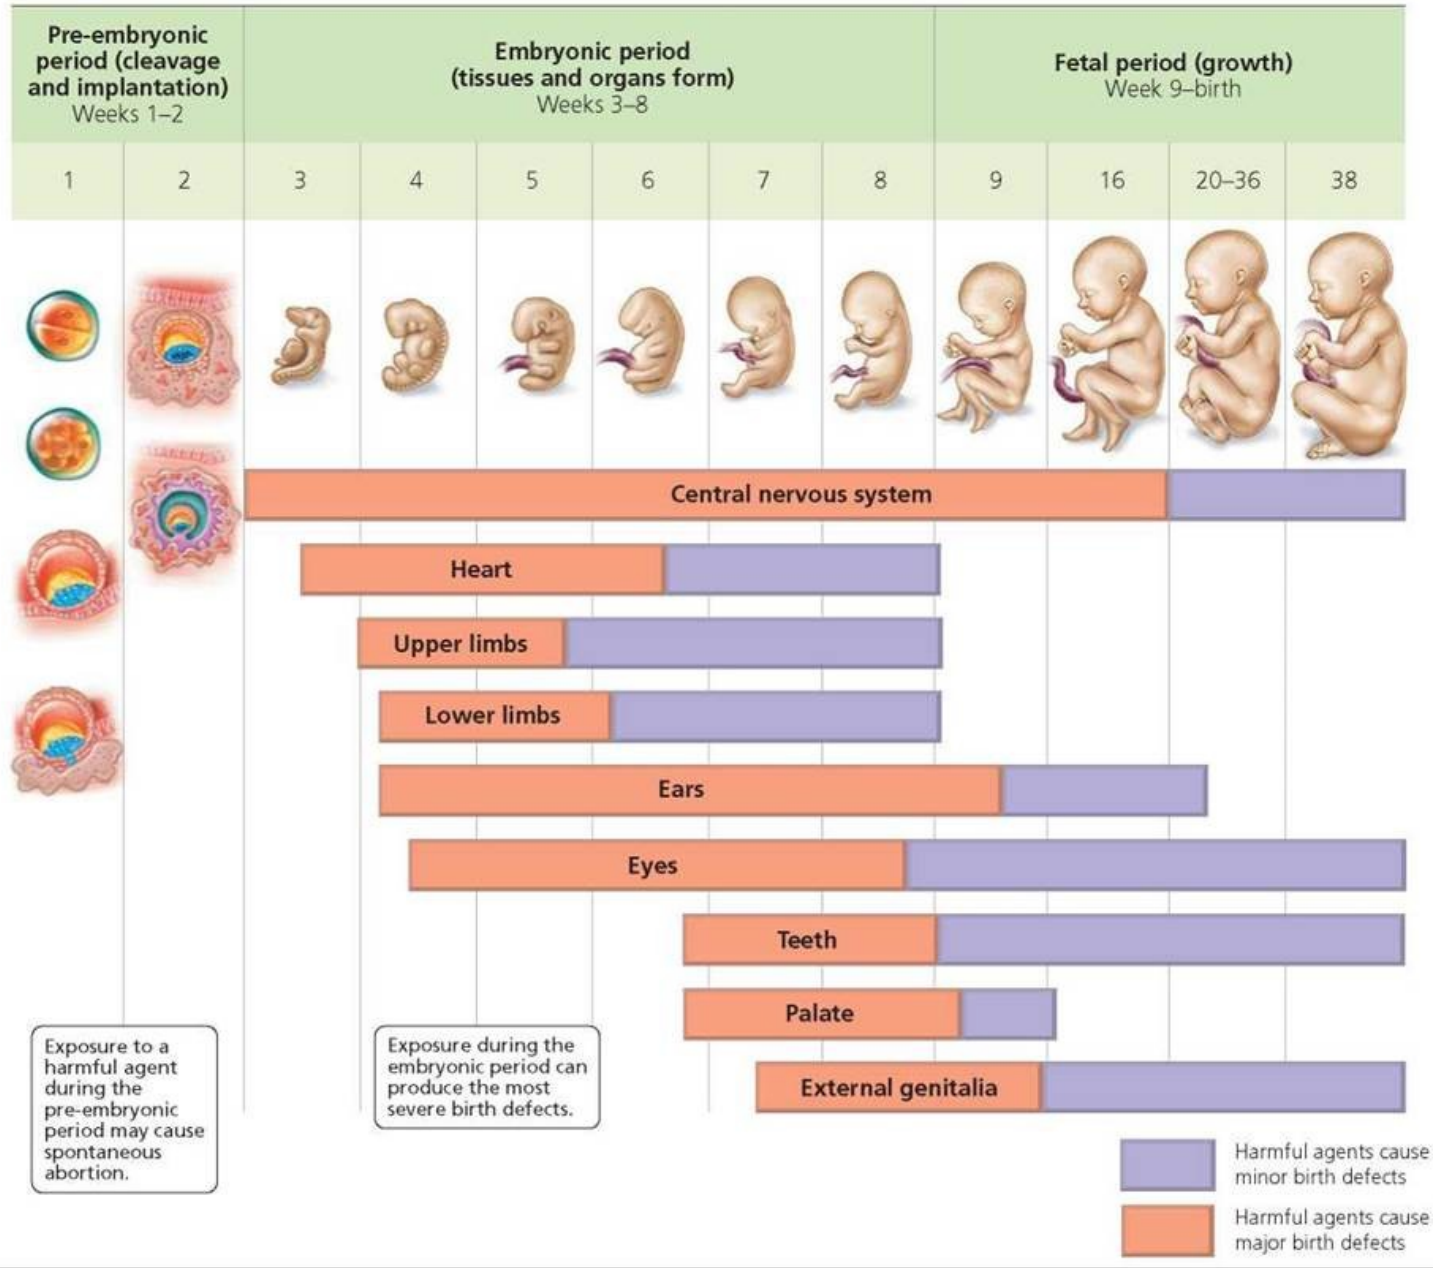 Pre-embryonic
period (cleavage
and implantation)
Weeks 1–2
Embryonic period
(tissues and organs form)
Weeks 3–8
Fetal period (growth)
Week 9–birth
1 2 3 4 5 6 7 8 9 16 20–36 38
Central nervous system
Heart
Upper limbs
Lower limbs
Ears
Eyes
Teeth
Palate
External genitalia
Exposure to a
harmful agent
during the
pre-embryonic
period may cause
spontaneous
abortion.
Exposure during the
embryonic period can
produce the most
severe birth defects.
Harmful agents cause
minor birth defects
Harmful agents cause
major birth defects